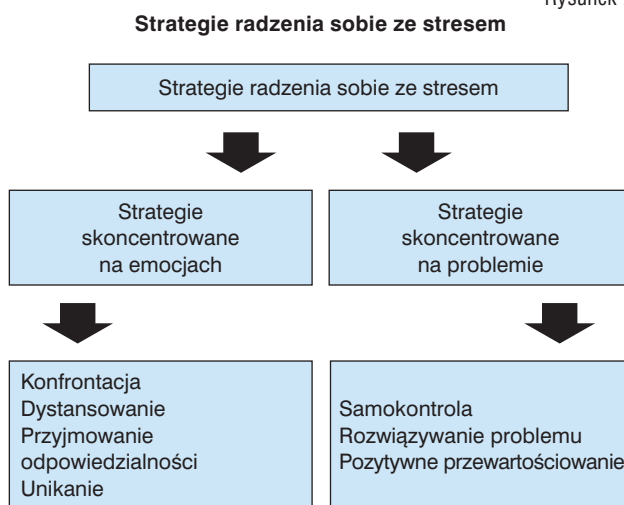 Rysunek
Strategie radzenia sobie ze stresem
Strategie radzenia sobie ze stresem
Strategie
skoncentrowane
na emocjach
Strategie
skoncentrowane
na problemie
Konfrontacja
Dystansowanie
Przyjmowanie
odpowiedzialności
Unikanie
Samokontrola
Rozwiązywanie problemu
Pozytywne przewartościowanie